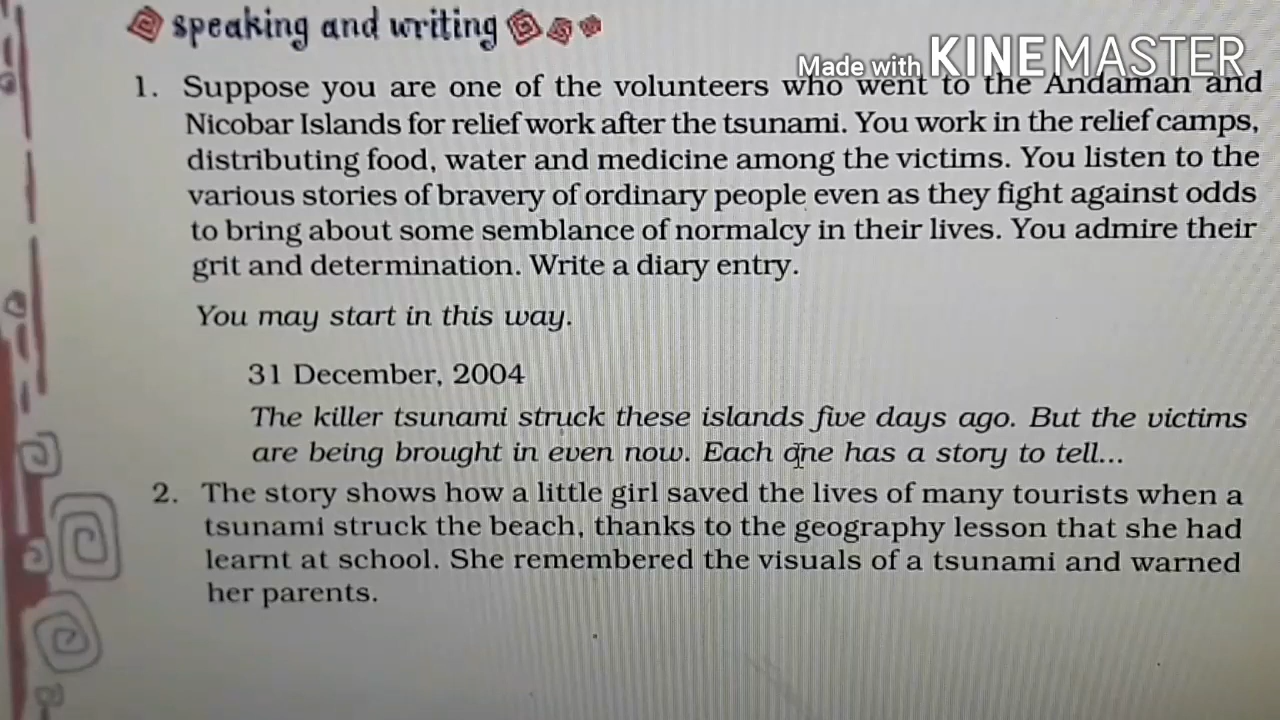 speaking and writing
Made with KINEMASTER
1. Suppose you are one of the volunteers who went to the Andaman and
Nicobar Islands for relief work after the tsunami. You work in the relief camps,
distributing food, water and medicine among the victims. You listen to the
various stories of bravery of ordinary people even as they fight against odds
to bring about some semblance of normalcy in their lives. You admire their
grit and determination. Write a diary entry.
You may start in this way.
31 December, 2004
The killer tsunami struck these islands five days ago. But the victims
are being brought in even now. Each one has a story to tell...
2. The story shows how a little girl saved the lives of many tourists when a
tsunami struck the beach, thanks to the geography lesson that she had
learnt at school. She remembered the visuals of a tsunami and warned
her parents.